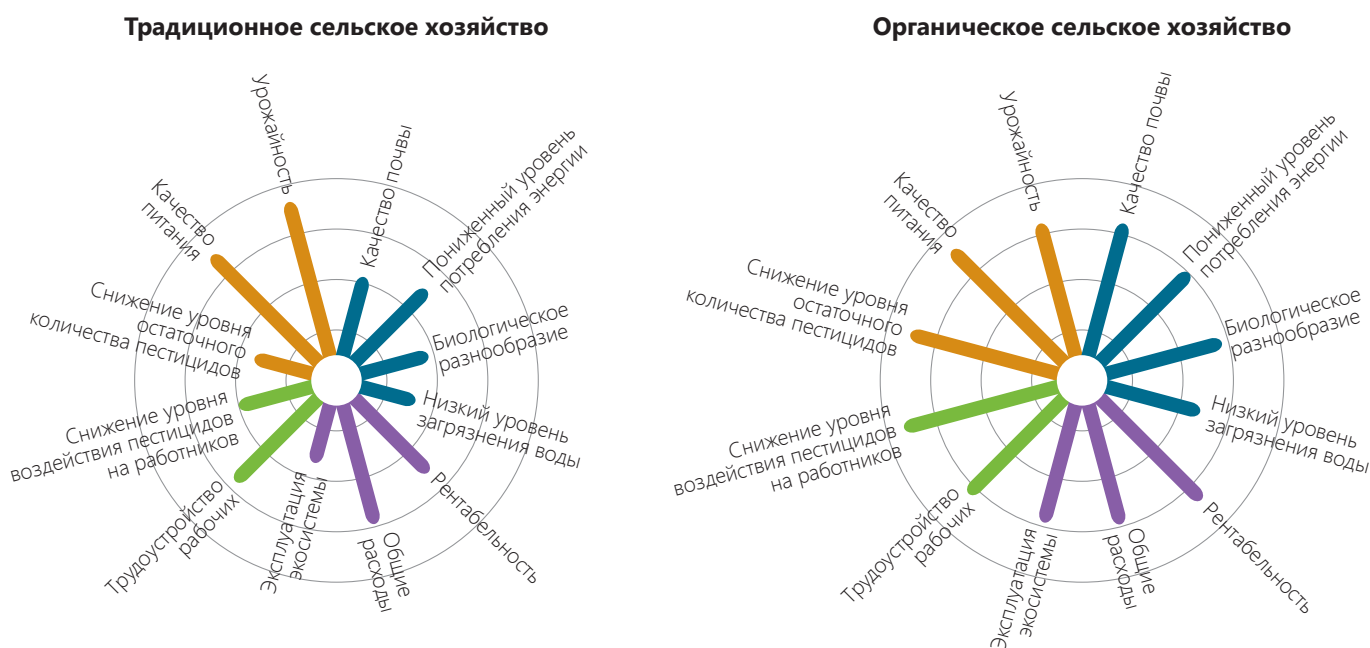 Традиционное сельское хозяйство
Урожайность
Качество почвы
Пониженный уровень
потребления энергии
Биологическое
разнообразие
Низкий уровень
загрязнения воды
Рентабельность
Общие
расходы
Эксплуатация
экосистемы
Трудоустройство
рабочих
Снижение уровня
воздействия пестицидов
на работников
Снижение уровня
остаточного
количества пестицидов
Качество
питания
Органическое сельское хозяйство
Урожайность
Качество почвы
Пониженный уровень
потребления энергии
Биологическое
разнообразие
Низкий уровень
загрязнения воды
Рентабельность
Общие
расходы
Эксплуатация
экосистемы
Трудоустройство
рабочих
Снижение уровня
воздействия пестицидов
на работников
Снижение уровня
остаточного
количества пестицидов
Качество
питания